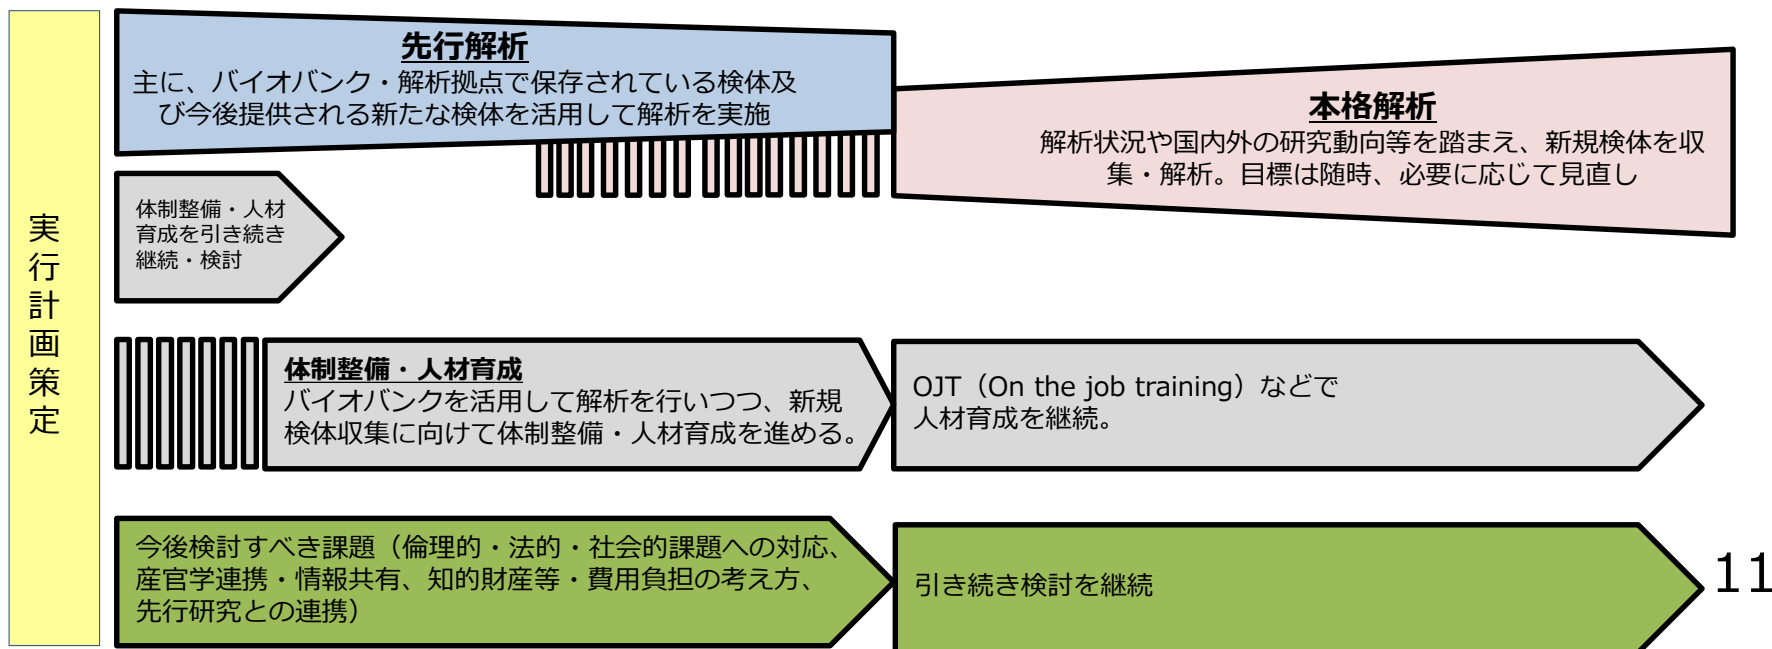 実行計画策定
先行解析
主に、バイオバンク・解析拠点で保存されている検体及
び今後提供される新たな検体を活用して解析を実施
本格解析
解析状況や国内外の研究動向等を踏まえ、新規検体を収
集・解析。目標は随時、必要に応じて見直し
体制整備・人材
育成を引き続き
継続・検討
体制整備・人材育成
バイオバンクを活用して解析を行いつつ、新規
検体収集に向けて体制整備・人材育成を進める。
OJT（On the job training）などで
人材育成を継続。
今後検討すべき課題（倫理的・法的・社会的課題への対応、
産官学連携・情報共有、知的財産等・費用負担の考え方、
先行研究との連携）
引き続き検討を継続
11